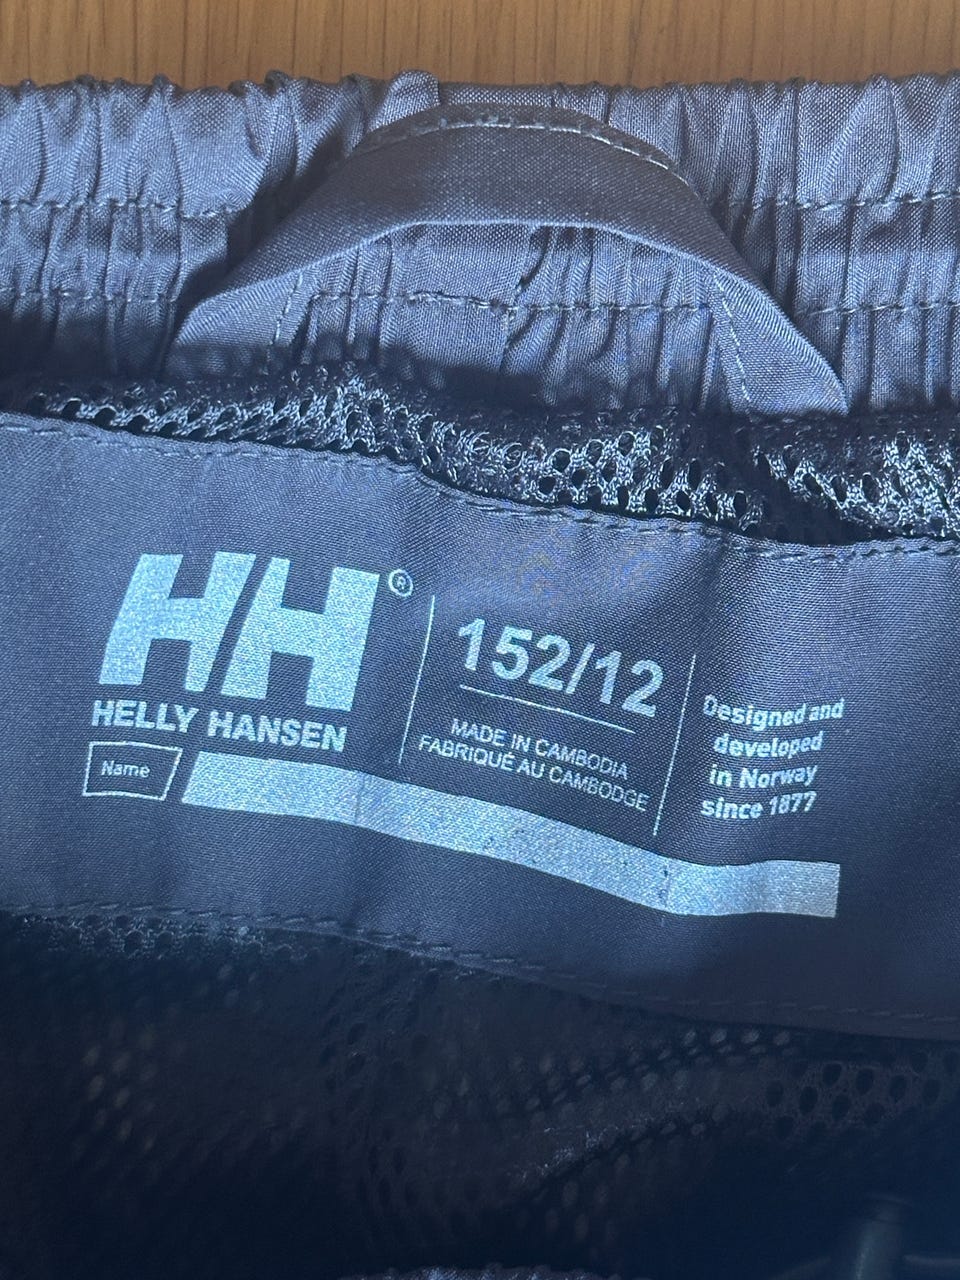 HH®
HELLY HANSEN
Name
152/12
MADE IN CAMBODIA
FABRIQUÉ AU CAMBODGE
Designed and
developed
in Norway
since 1877